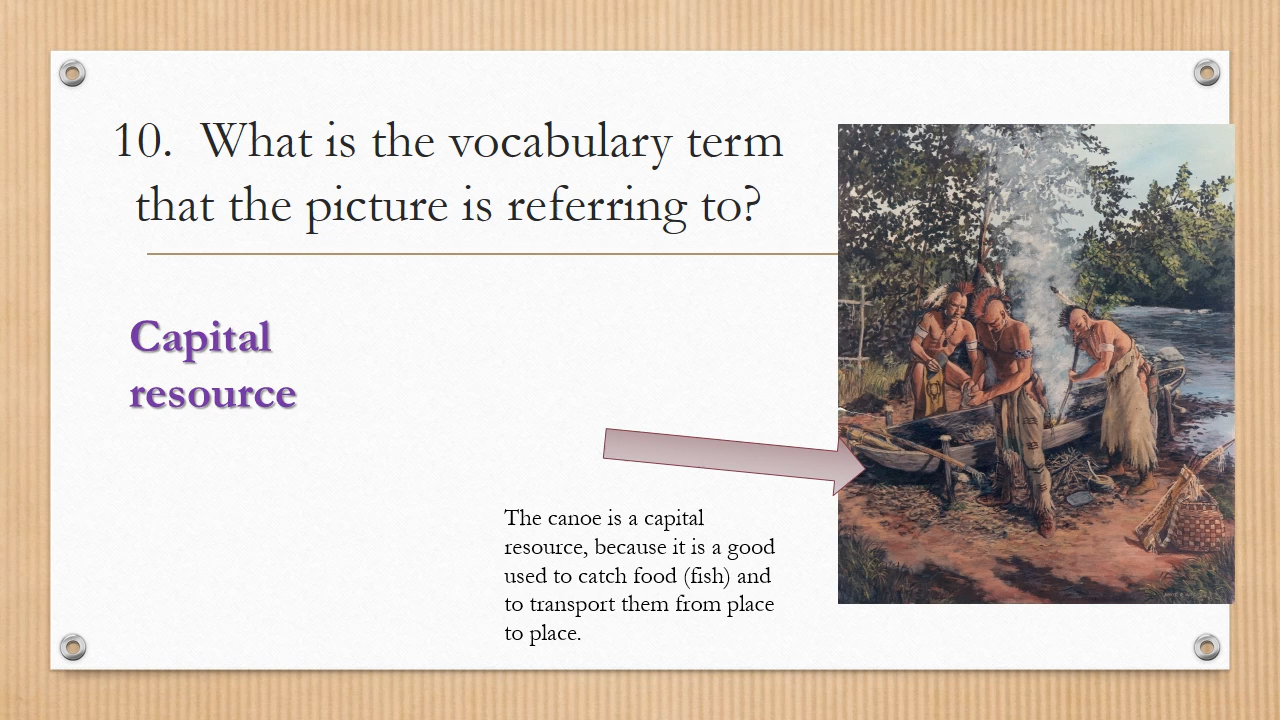 10. What is the vocabulary term
that the picture is referring to?
Capital
resource
The canoe is a capital
resource, because it is a good
used to catch food (fish) and
to transport them from place
to place.